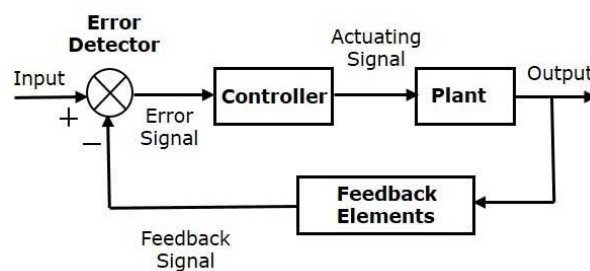 Error
Detector
Input
+
−
Error
Signal
Controller
Actuating
Signal
Plant
Output
Feedback
Elements
Feedback
Signal